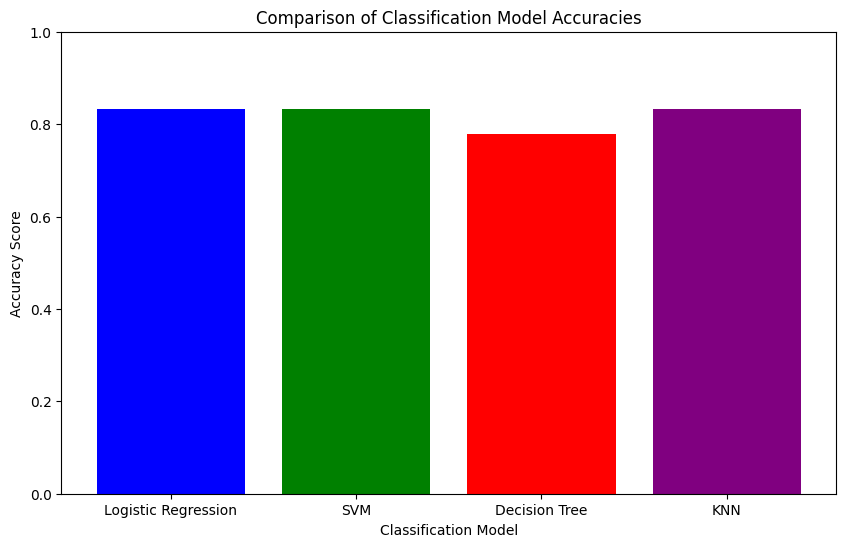 Comparison of Classification Model Accuracies
1.0
0.8
0.6
0.4
0.2
0.0
Accuracy Score
Logistic Regression
SVM
Decision Tree
KNN
Classification Model